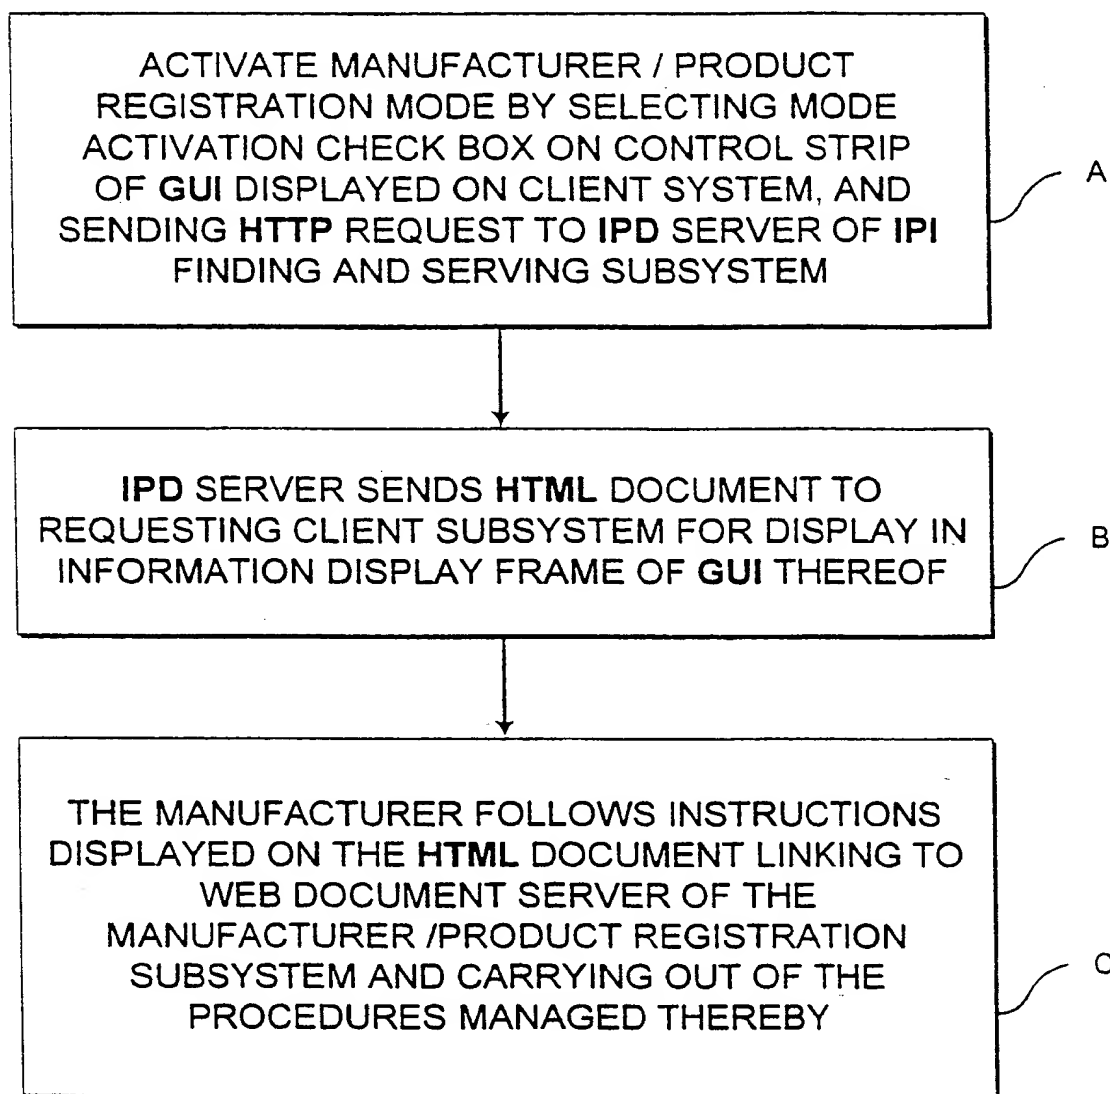 ACTIVATE MANUFACTURER / PRODUCT
REGISTRATION MODE BY SELECTING MODE
ACTIVATION CHECK BOX ON CONTROL STRIP
OF GUI DISPLAYED ON CLIENT SYSTEM, AND
SENDING HTTP REQUEST TO IPD SERVER OF IPI
FINDING AND SERVING SUBSYSTEM
A
IPD SERVER SENDS HTML DOCUMENT TO
REQUESTING CLIENT SUBSYSTEM FOR DISPLAY IN
INFORMATION DISPLAY FRAME OF GUI THEREOF
B
THE MANUFACTURER FOLLOWS INSTRUCTIONS
DISPLAYED ON THE HTML DOCUMENT LINKING TO
WEB DOCUMENT SERVER OF THE
MANUFACTURER /PRODUCT REGISTRATION
SUBSYSTEM AND CARRYING OUT OF THE
PROCEDURES MANAGED THEREBY
C